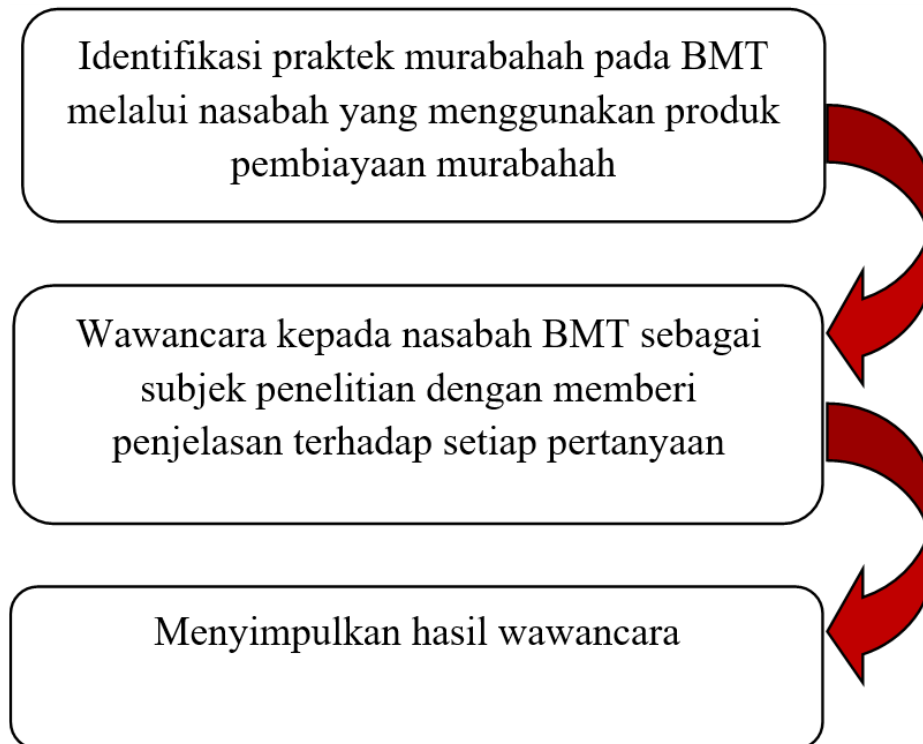 Identifikasi praktek murabahah pada BMT
melalui nasabah yang menggunakan produk
pembiayaan murabahah
Wawancara kepada nasabah BMT sebagai
subjek penelitian dengan memberi
penjelasan terhadap setiap pertanyaan
Menyimpulkan hasil wawancara